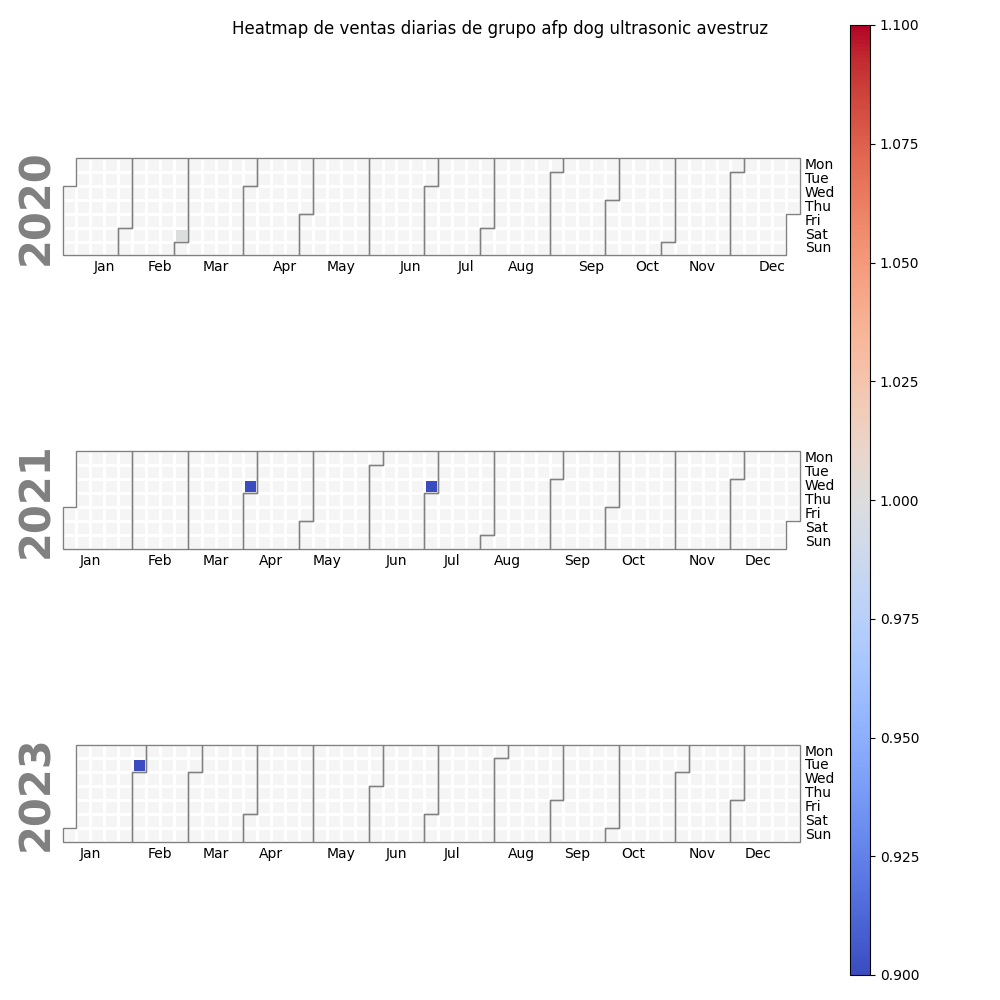 Heatmap de ventas diarias de grupo afp dog ultrasonic avestruz
2020
Mon
Tue
Wed
Thu
Fri
Sat
Sun
Jan Feb Mar Apr May Jun Jul Aug Sep Oct Nov Dec
2021
Mon
Tue
Wed
Thu
Fri
Sat
Sun
Jan Feb Mar Apr May Jun Jul Aug Sep Oct Nov Dec
2023
Mon
Tue
Wed
Thu
Fri
Sat
Sun
Jan Feb Mar Apr May Jun Jul Aug Sep Oct Nov Dec
1.100
1.075
1.050
1.025
1.000
0.975
0.950
0.925
0.900